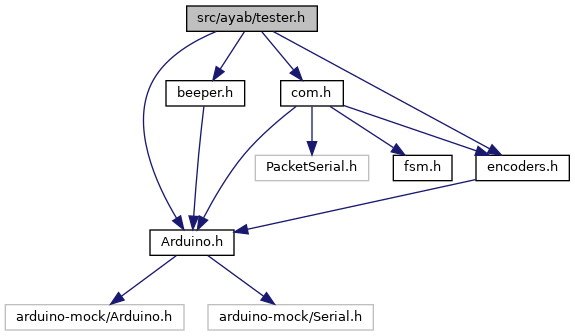 src/ayab/tester.h
beeper.h
com.h
PacketSerial.h
fsm.h
encoders.h
Arduino.h
arduino-mock/Arduino.h
arduino-mock/Serial.h